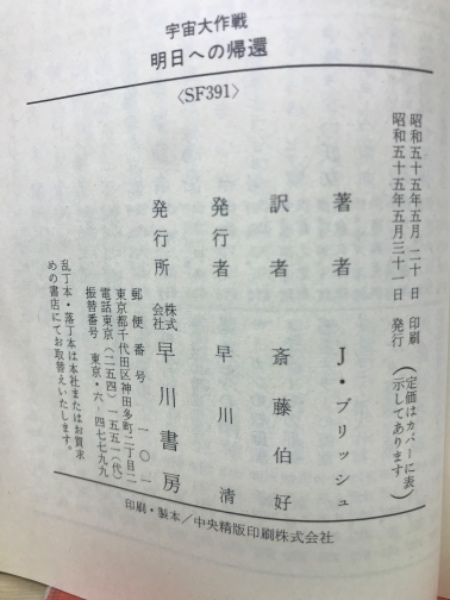 宇宙大作戦
明日への帰還
〈SF391〉
昭和五十五年五月二十日 印刷
昭和五十五年五月三十一日 発行
（定価はカバーに表示してあります）
著者 J・ブリッシュ
訳者 斎藤伯好
発行者 早川清
発行所 株式会社 早川書房
郵便番号 一〇一
東京都千代田区神田多町二丁目二
電話東京（二五四）一五五一（代）
振替番号 東京・六-四七七九九
乱丁本・落丁本は本社またはお買求
めの書店にてお取替えいたします。
印刷・製本／中央精版印刷株式会社